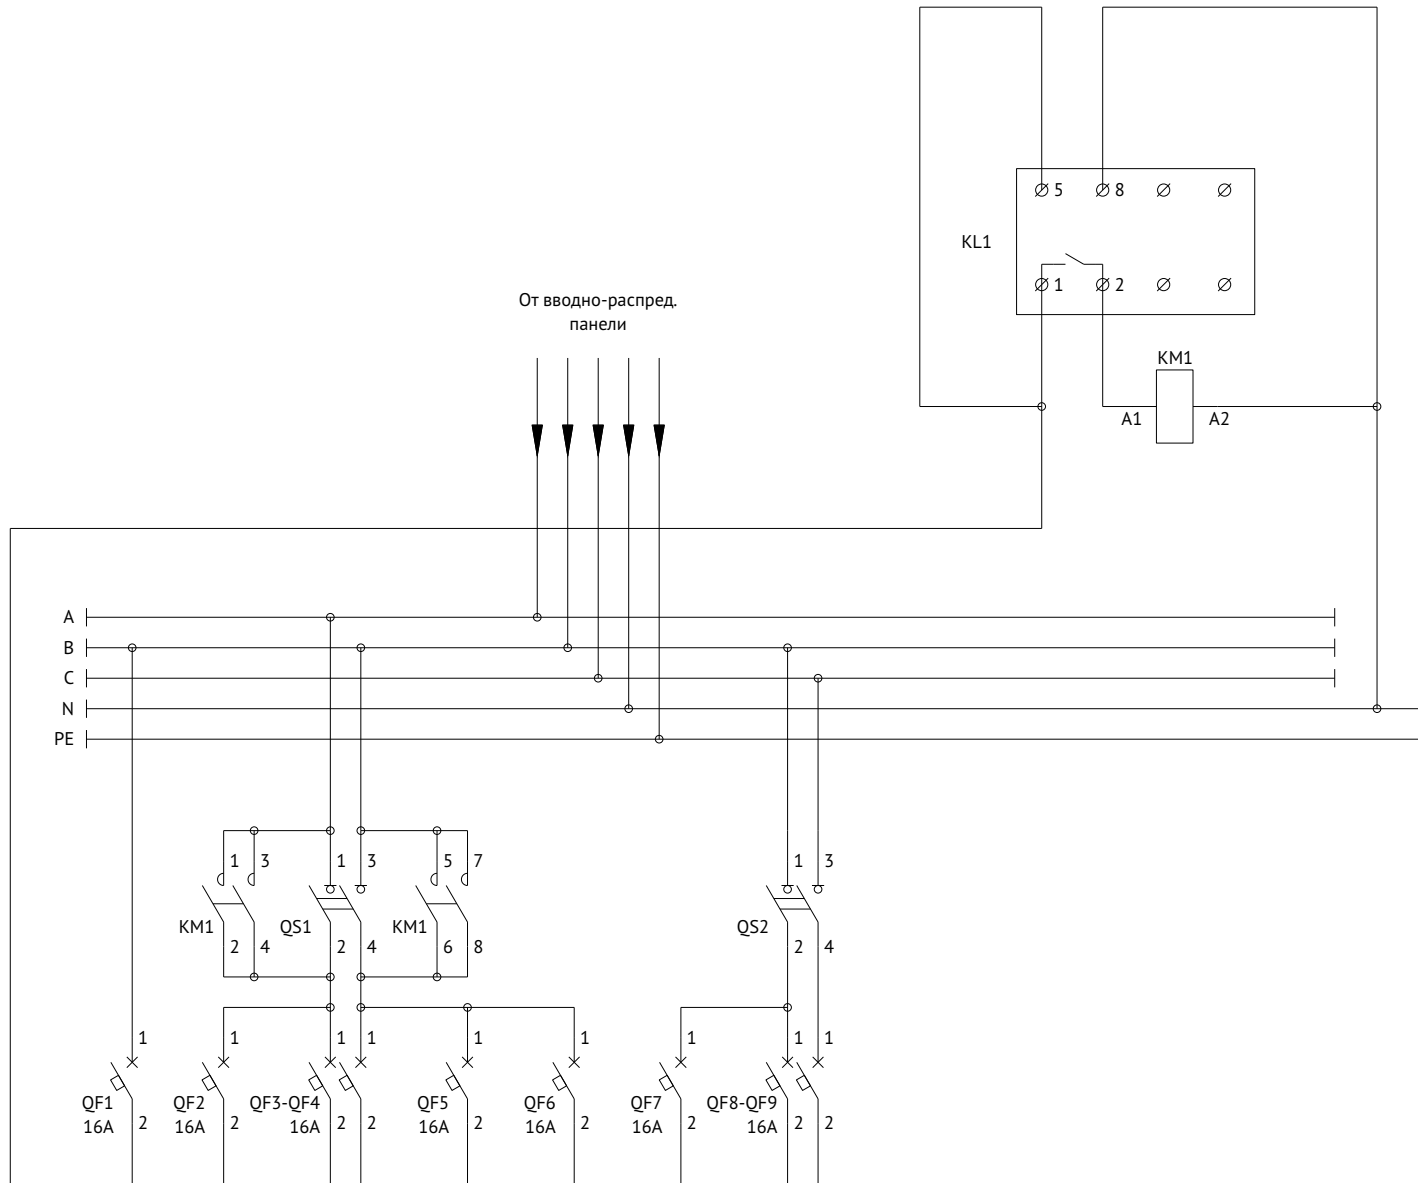 5 8
KL1
1 2
От вводно-распред.
панели
KM1
A1 A2
A
B
C
N
PE
1 3 1 3 5 7 1 3
KM1 QS1 KM1 QS2
2 4 2 4 6 8 2 4
1 1 1 1 1 1 1 1 1
QF1 QF2 QF3-QF4 QF5 QF6 QF7 QF8-QF9
16A 2 16A 2 16A 2 2 16A 2 16A 2 16A 2 16A 2 2